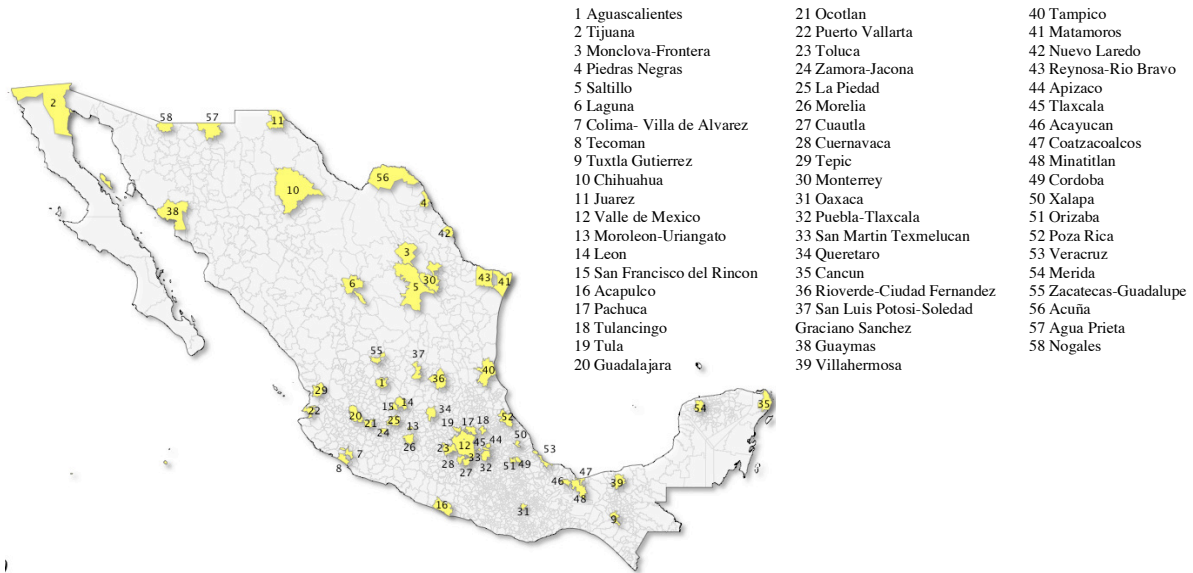 1 Aguascalientes
2 Tijuana
3 Monclova-Frontera
4 Piedras Negras
5 Saltillo
6 Laguna
7 Colima- Villa de Alvarez
8 Tecoman
9 Tuxtla Gutierrez
10 Chihuahua
11 Juarez
12 Valle de Mexico
13 Moroleon-Uriangato
14 Leon
15 San Francisco del Rincon
16 Acapulco
17 Pachuca
18 Tulancingo
19 Tula
20 Guadalajara
21 Ocotlan
22 Puerto Vallarta
23 Toluca
24 Zamora-Jacona
25 La Piedad
26 Morelia
27 Cuautla
28 Cuernavaca
29 Tepic
30 Monterrey
31 Oaxaca
32 Puebla-Tlaxcala
33 San Martin Texmelucan
34 Queretaro
35 Cancun
36 Rioverde-Ciudad Fernandez
37 San Luis Potosi-Soledad
Graciano Sanchez
38 Guaymas
39 Villahermosa
40 Tampico
41 Matamoros
42 Nuevo Laredo
43 Reynosa-Rio Bravo
44 Apizaco
45 Tlaxcala
46 Acayucan
47 Coatzacoalcos
48 Minatitlan
49 Cordoba
50 Xalapa
51 Orizaba
52 Poza Rica
53 Veracruz
54 Merida
55 Zacatecas-Guadalupe
56 Acuña
57 Agua Prieta
58 Nogales
2
58
57
11
10
56
4
38
42
3
6
5
30
43
41
55
37
1
36
40
29
22
20
21
15
14
25
24
13
26
34
19
17
18
52
12
45
44
50
23
33
32
28
27
51
49
53
7
8
16
31
46
47
48
39
9
54
35
)